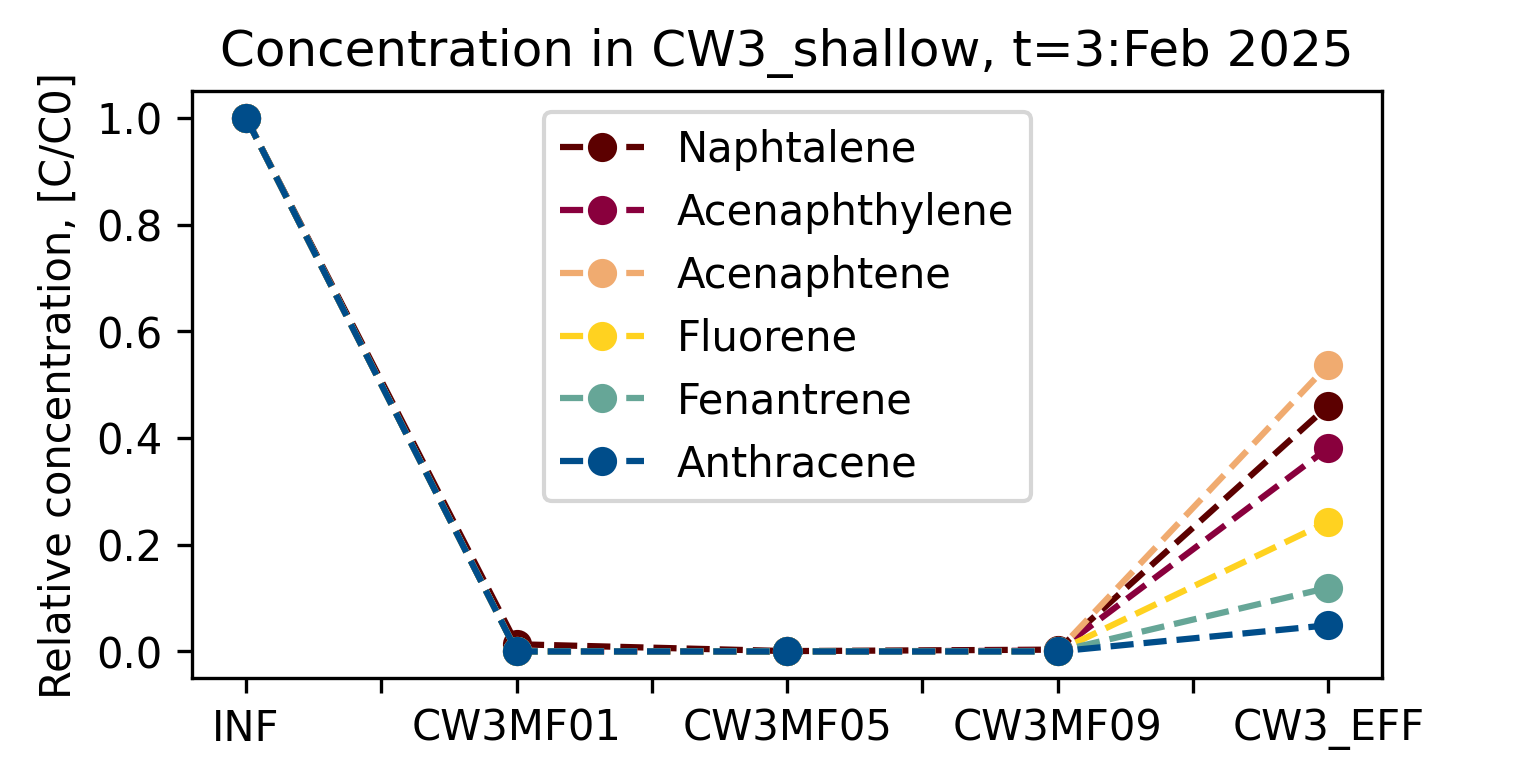 Concentration in CW3_shallow, t=3:Feb 2025
Relative concentration, [C/C0]
1.0
0.8
0.6
0.4
0.2
0.0
Naphtalene
Acenaphthylene
Acenaphtene
Fluorene
Fenantrene
Anthracene
INF CW3MF01 CW3MF05 CW3MF09 CW3_EFF